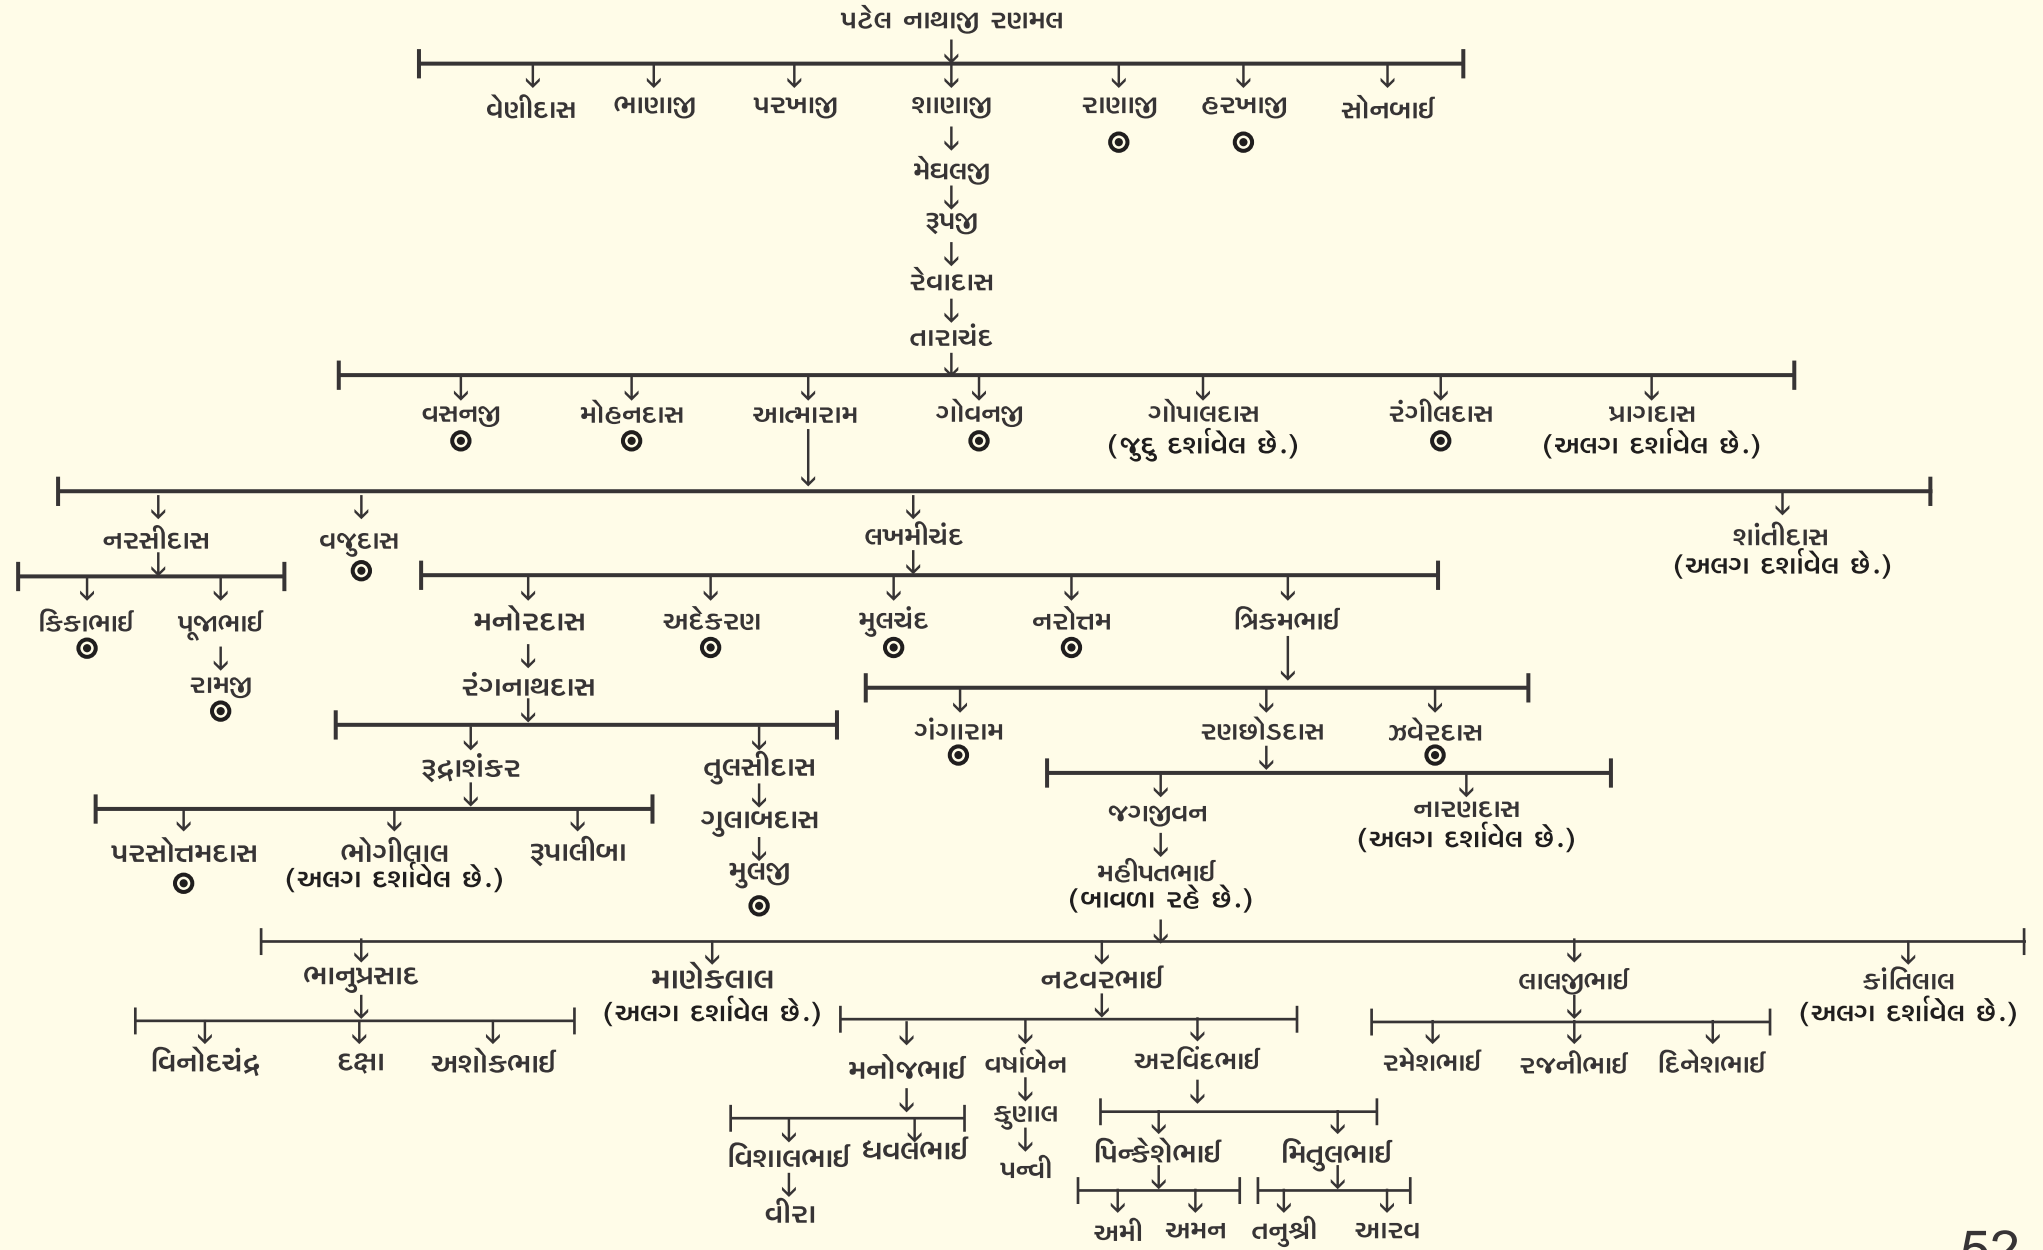 પટેલ નાથાજી રણમલ
વેણીદાસ ભાણાજી પરખાજી શાણાજી રાણાજી હરખાજી સોનબાઈ
મેઘલજી
રૂપજી
રેવાદાસ
તારાચંદ
વસનજી મોહનદાસ આત્મારામ ગોવનજી ગોપાલદાસ રંગીલદાસ પ્રાગદાસ
(જુદુ દર્શાવેલ છે.) (અલગ દર્શાવેલ છે.)
નરસીદાસ વજુદાસ લખમીચંદ શાંતીદાસ
(અલગ દર્શાવેલ છે.)
કિકાભાઈ પૂજાભાઈ મનોરદાસ અદેકરણ મુલચંદ નરોત્તમ ત્રિકમભાઈ
રામજી રંગનાથદાસ
ગંગારામ રણછોડદાસ ઝવેરદાસ
રૂદ્રાશંકર તુલસીદાસ
ગુલાબદાસ જગજીવન નારણદાસ
(અલગ દર્શાવેલ છે.)
પરસોત્તમદાસ ભોગીલાલ રૂપાલીબા
(અલગ દર્શાવેલ છે.)
મુલજી મહીપતભાઈ
(બાવળા રહે છે.)
ભાનુપ્રસાદ માણેકલાલ નટવરભાઈ લાલજીભાઈ કાંતિલાલ
(અલગ દર્શાવેલ છે.) (અલગ દર્શાવેલ છે.)
વિનોદચંદ્ર દક્ષા અશોકભાઈ મનોજભાઈ વર્ષાબેન અરવિંદભાઈ રમેશભાઈ રજનીભાઈ દિનેશભાઈ
કુણાલ
વિશાલભાઈ ધવલભાઈ પન્વી પિન્કેશેભાઈ મિતુલભાઈ
વીરા અમી અમન તનુશ્રી આરવ
52